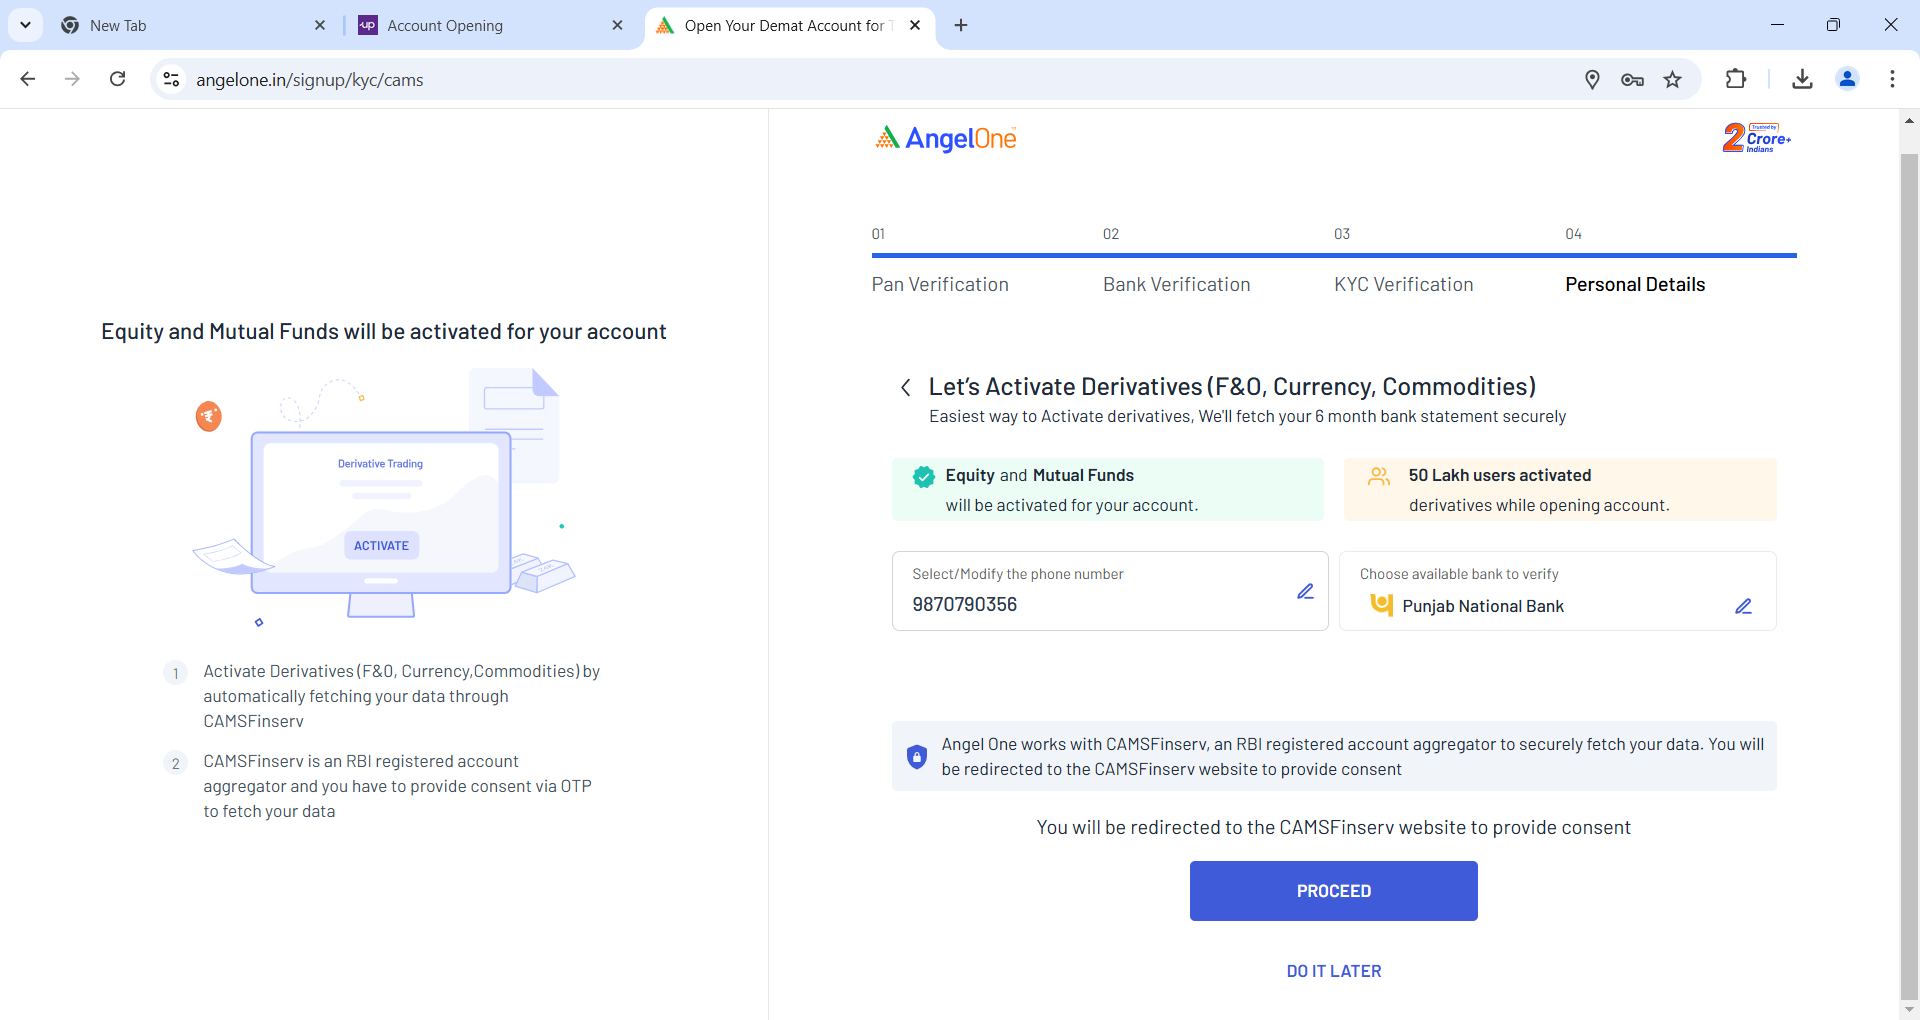 New Tab
Account Opening
Open Your Demat Account for
angelone.in/signup/kyc/cams
AngelOne
2 Trusted by Crore+ Indians
01 02 03 04
Pan Verification Bank Verification KYC Verification Personal Details
Equity and Mutual Funds will be activated for your account
Derivative Trading
ACTIVATE
1 Activate Derivatives (F&O, Currency,Commodities) by
automatically fetching your data through
CAMSFinserv
2 CAMSFinserv is an RBI registered account
aggregator and you have to provide consent via OTP
to fetch your data
Let's Activate Derivatives (F&O, Currency, Commodities)
Easiest way to Activate derivatives, We'll fetch your 6 month bank statement securely
Equity and Mutual Funds
will be activated for your account.
50 Lakh users activated
derivatives while opening account.
Select/Modify the phone number
9870790356
Choose available bank to verify
Punjab National Bank
Angel One works with CAMSFinserv, an RBI registered account aggregator to securely fetch your data. You will
be redirected to the CAMSFinserv website to provide consent
You will be redirected to the CAMSFinserv website to provide consent
PROCEED
DO IT LATER